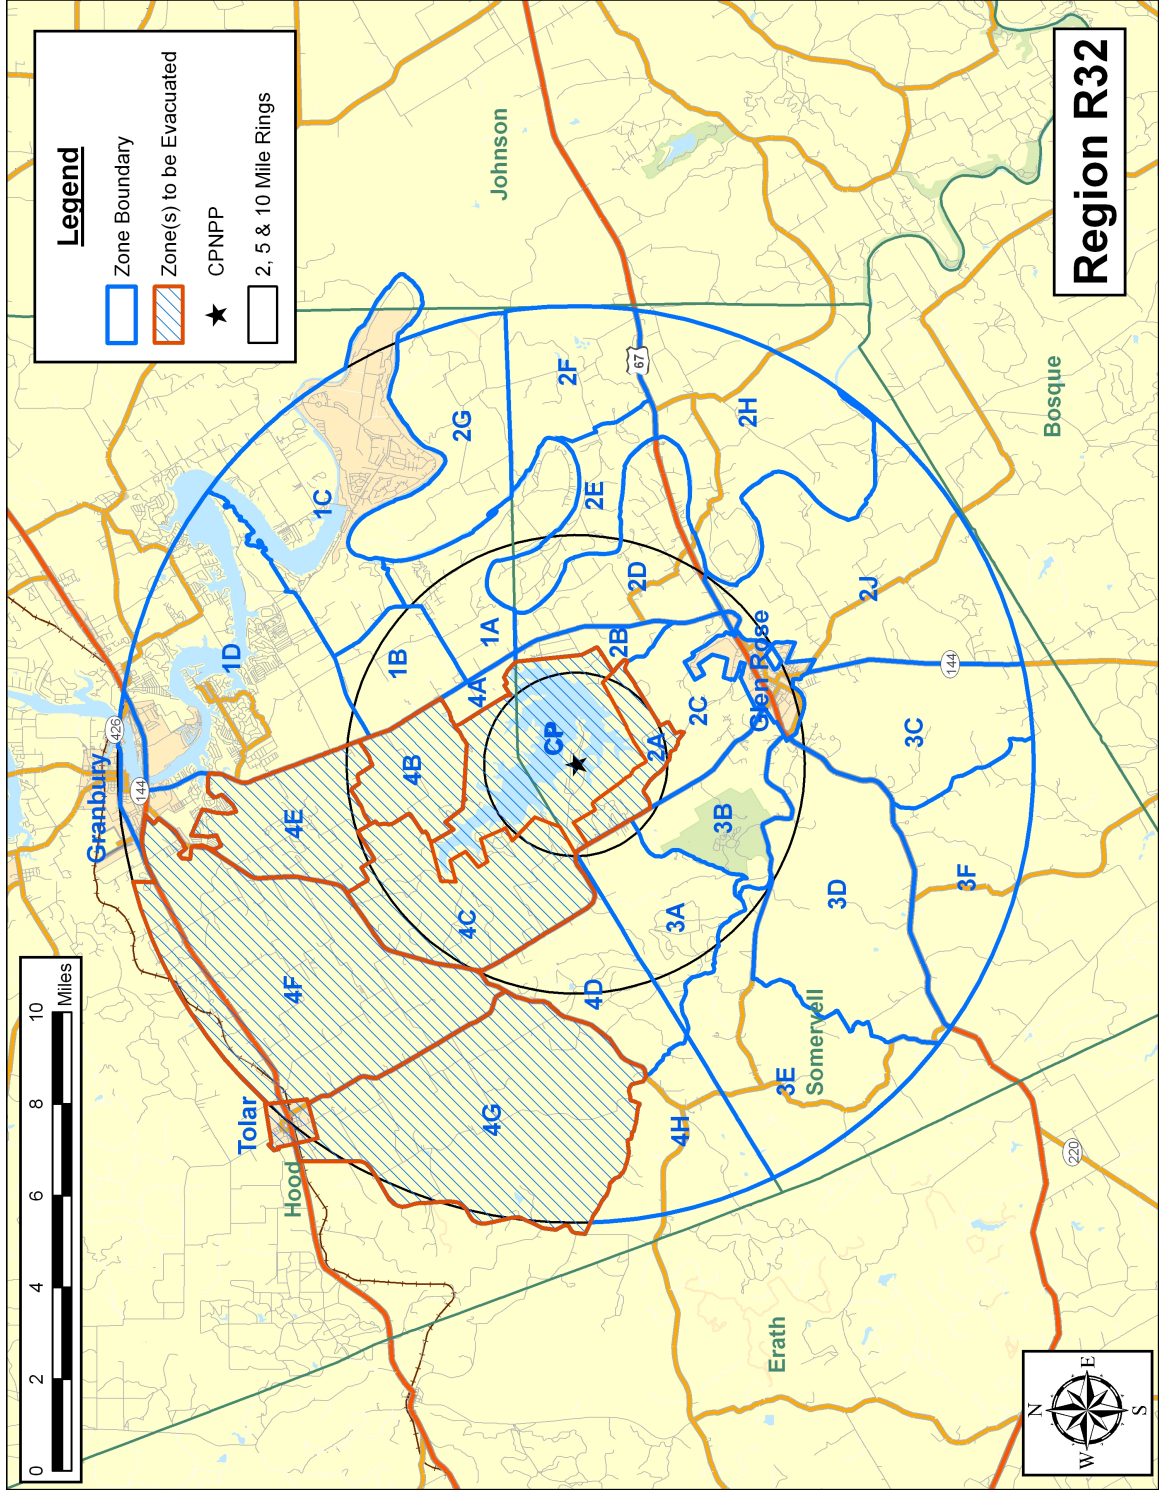 Legend
Zone Boundary
Zone(s) to be Evacuated
CPNPP
2, 5 & 10 Mile Rings
Region R32
0 2 4 6 8 10
Miles
N
W E
S
Granbury
Tolar
Glen Rose
Hood
Johnson
Bosque
Somervell
Erath
426
144
67
144
220
CP
1A
1B
1C
1D
2A
2B
2C
2D
2E
2F
2G
2H
2J
3A
3B
3C
3D
3E
3F
4A
4B
4C
4D
4E
4F
4G
4H